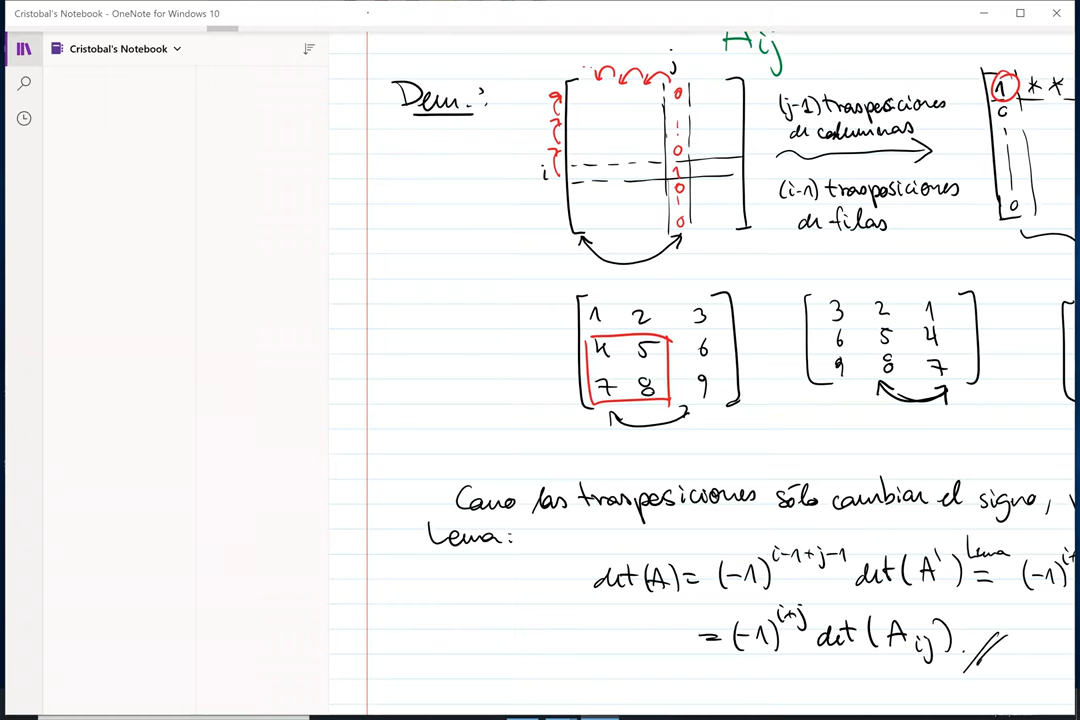 Cristobal's Notebook - OneNote for Windows 10
Cristobal's Notebook
Aij
Dem.:
j
0
0
1
0
0
i
(j-1) trasposiciones
de columnas
(i-1) trasposiciones
de filas
1 * *
0
0
1 2 3
4 5 6
7 8 9
3 2 1
6 5 4
9 8 7
Como las trasposiciones sólo cambian el signo,
Lema:
det(A) = (-1)^{i-1+j-1} det(A') = (-1)^{i+
Lema
= (-1)^{i+j} det(Aij). //